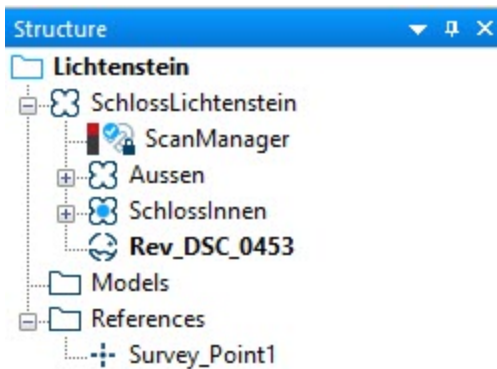 Structure
Lichtenstein
SchlossLichtenstein
ScanManager
Aussen
SchlossInnen
Rev_DSC_0453
Models
References
Survey_Point1